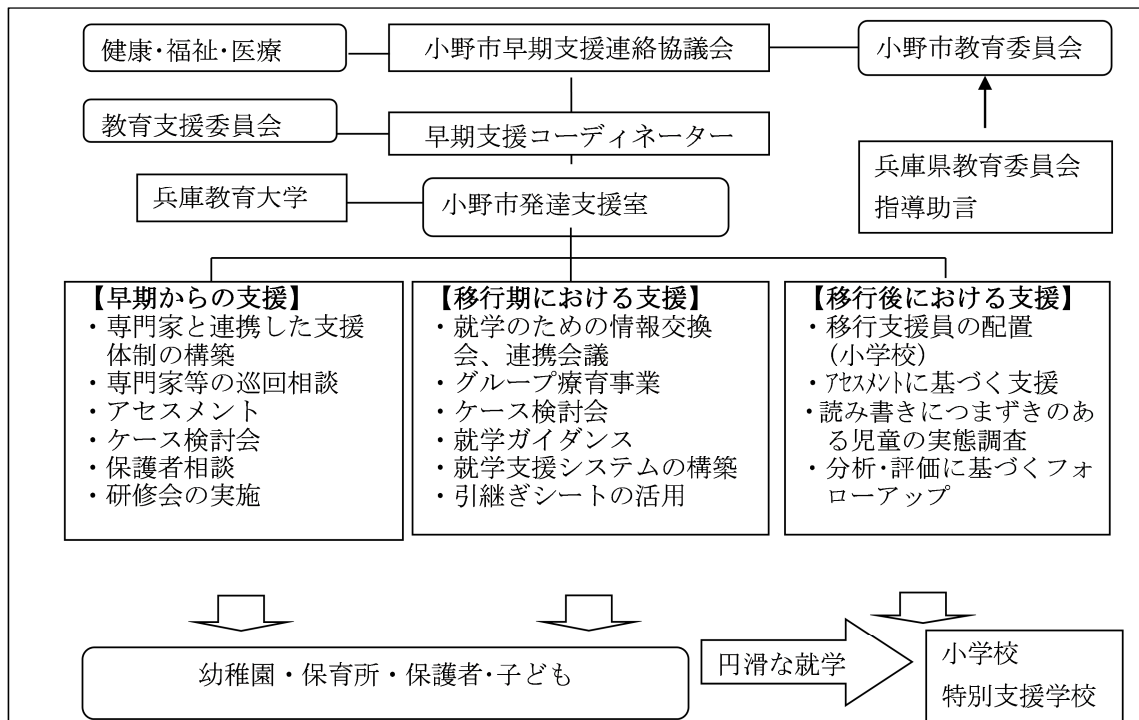 健康･福祉･医療
小野市早期支援連絡協議会
小野市教育委員会
教育支援委員会
早期支援コーディネーター
兵庫県教育委員会
指導助言
兵庫教育大学
小野市発達支援室
【早期からの支援】
・専門家と連携した支援
体制の構築
・専門家等の巡回相談
・アセスメント
・ケース検討会
・保護者相談
・研修会の実施
【移行期における支援】
・就学のための情報交換
会、連携会議
・グループ療育事業
・ケース検討会
・就学ガイダンス
・就学支援システムの構築
・引継ぎシートの活用
【移行後における支援】
・移行支援員の配置
(小学校)
・ｱｾｽﾒﾝﾄに基づく支援
・読み書きにつまずきのあ
る児童の実態調査
・分析･評価に基づくフォ
ローアップ
幼稚園・保育所・保護者･子ども
円滑な就学
小学校
特別支援学校